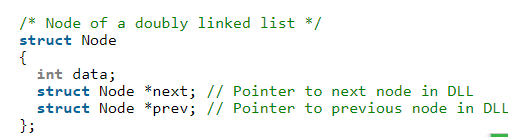 /* Node of a doubly linked list */
struct Node
{
int data;
struct Node *next; // Pointer to next node in DLL
struct Node *prev; // Pointer to previous node in DLL
};